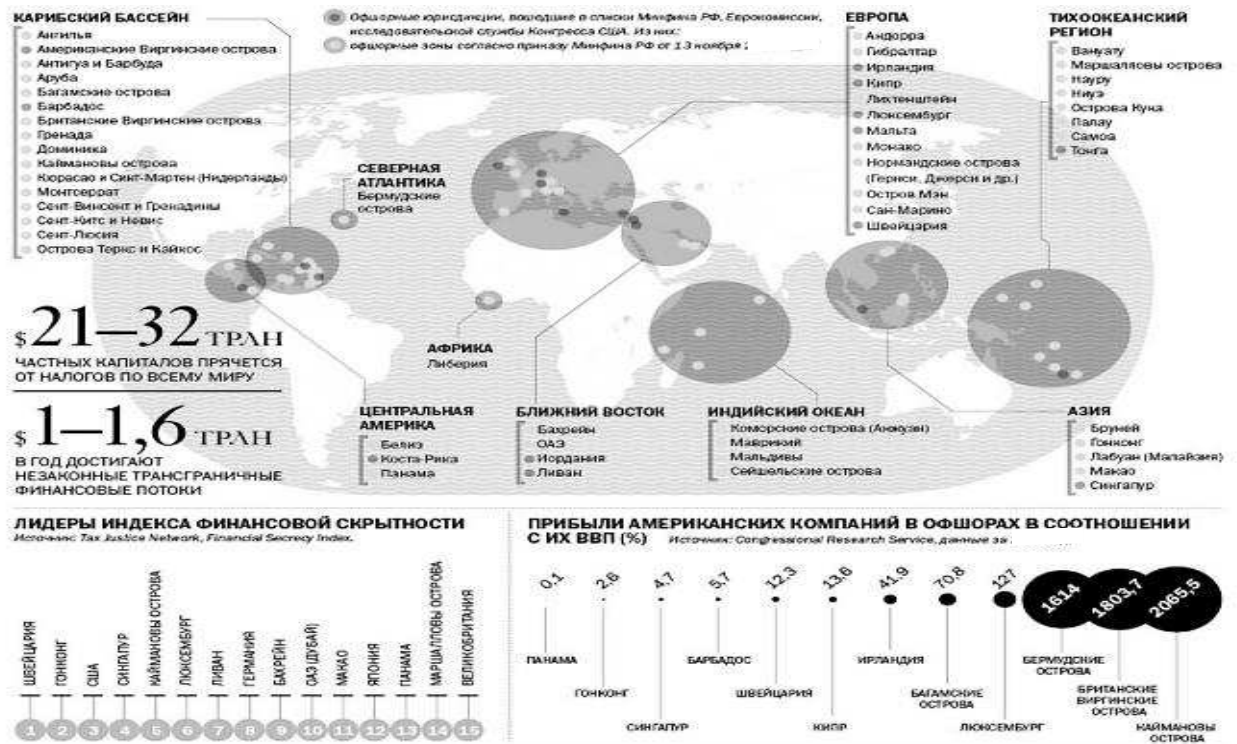 КАРИБСКИЙ БАССЕЙН
Ангилья
Американские Виргинские острова
Антигуа и Барбуда
Аруба
Багамские острова
Барбадос
Британские Виргинские острова
Гренада
Доминика
Каймановы острова
Кюрасао и Синт-Мартен (Нидерланды)
Монтсеррат
Сент-Винсент и Гренадины
Сент-Китс и Невис
Сент-Люсия
Острова Теркс и Кайкос
Офшорные юрисдикции, вошедшие в списки Минфина РФ, Еврокомиссии,
исследовательской службы Конгресса США. Из них:
офшорные зоны согласно приказу Минфина РФ от 13 ноября
ЕВРОПА
Андорра
Гибралтар
Ирландия
Кипр
Лихтенштейн
Люксембург
Мальта
Монако
Нормандские острова
(Гернси, Джерси и др.)
Остров Мэн
Сан-Марино
Швейцария
ТИХООКЕАНСКИЙ
РЕГИОН
Вануату
Маршалловы острова
Науру
Ниуэ
Острова Кука
Палау
Самоа
Тонга
СЕВЕРНАЯ
АТЛАНТИКА
Бермудские
острова
$ 21–32 ТРЛН
ЧАСТНЫХ КАПИТАЛОВ ПРЯЧЕТСЯ
ОТ НАЛОГОВ ПО ВСЕМУ МИРУ
$ 1–1,6 ТРЛН
В ГОД ДОСТИГАЮТ
НЕЗАКОННЫЕ ТРАНСГРАНИЧНЫЕ
ФИНАНСОВЫЕ ПОТОКИ
АФРИКА
Либерия
ЦЕНТРАЛЬНАЯ
АМЕРИКА
Белиз
Коста-Рика
Панама
БЛИЖНИЙ ВОСТОК
Бахрейн
ОАЭ
Иордания
Ливан
ИНДИЙСКИЙ ОКЕАН
Коморские острова (Анжуан)
Маврикий
Мальдивы
Сейшельские острова
АЗИЯ
Бруней
Гонконг
Лабуан (Малайзия)
Макао
Сингапур
ЛИДЕРЫ ИНДЕКСА ФИНАНСОВОЙ СКРЫТНОСТИ
Источник: Tax Justice Network, Financial Secrecy Index.
ШВЕЙЦАРИЯ
ГОНКОНГ
США
СИНГАПУР
КАЙМАНОВЫ ОСТРОВА
ЛЮКСЕМБУРГ
ЛИВАН
ГЕРМАНИЯ
БАХРЕЙН
ОАЭ (ДУБАЙ)
МАКАО
ЯПОНИЯ
ПАНАМА
МАРШАЛЛОВЫ ОСТРОВА
ВЕЛИКОБРИТАНИЯ
1 2 3 4 5 6 7 8 9 10 11 12 13 14 15
ПРИБЫЛИ АМЕРИКАНСКИХ КОМПАНИЙ В ОФШОРАХ В СООТНОШЕНИИ
С ИХ ВВП (%) Источник: Congressional Research Service, данные за
0,1 2,6 4,7 5,7 12,3 13,6 41,9 70,8 127 1614 1803,7 2065,5
ПАНАМА
ГОНКОНГ
СИНГАПУР
БАРБАДОС
ШВЕЙЦАРИЯ
КИПР
ИРЛАНДИЯ
БАГАМСКИЕ
ОСТРОВА
ЛЮКСЕМБУРГ
БЕРМУДСКИЕ
ОСТРОВА
БРИТАНСКИЕ
ВИРГИНСКИЕ
ОСТРОВА
КАЙМАНОВЫ
ОСТРОВА